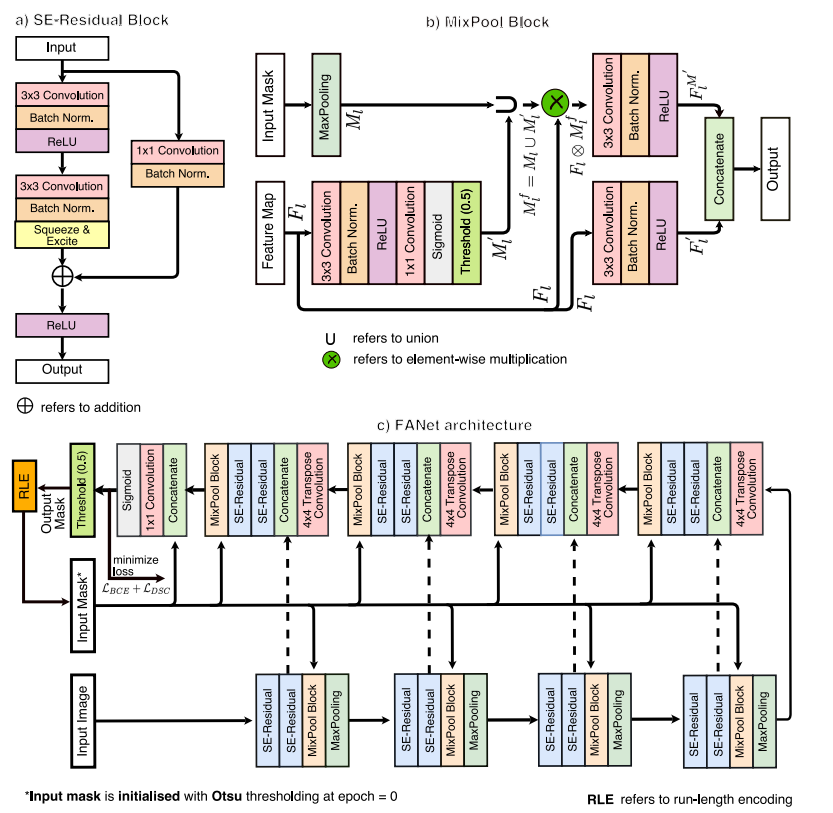 a) SE-Residual Block
Input
3x3 Convolution
Batch Norm.
ReLU
3x3 Convolution
Batch Norm.
Squeeze &
Excite
1x1 Convolution
Batch Norm.
ReLU
Output
⊕ refers to addition
b) MixPool Block
Input Mask
MaxPooling
M_l
∪
⊗
M_l^f = M_l ∪ M_l^'
F_l ⊗ M_l^f
3x3 Convolution
Batch Norm.
ReLU
F_l^{M'}
Concatenate
Output
Feature Map
F_l
3x3 Convolution
Batch Norm.
ReLU
1x1 Convolution
Sigmoid
Threshold (0.5)
M_l^'
F_l
F_l
3x3 Convolution
Batch Norm.
ReLU
F_l^'
∪ refers to union
⊗ refers to element-wise multiplication
c) FANet architecture
RLE
Output
Mask
Threshold (0.5)
Sigmoid
1x1 Convolution
Concatenate
MixPool Block
SE-Residual
SE-Residual
Concatenate
4x4 Transpose
Convolution
MixPool Block
SE-Residual
SE-Residual
Concatenate
4x4 Transpose
Convolution
MixPool Block
SE-Residual
SE-Residual
Concatenate
4x4 Transpose
Convolution
MixPool Block
SE-Residual
SE-Residual
Concatenate
4x4 Transpose
Convolution
minimize
loss
L_BCE + L_DSC
Input Mask*
Input Image
SE-Residual
SE-Residual
MixPool Block
MaxPooling
SE-Residual
SE-Residual
MixPool Block
MaxPooling
SE-Residual
SE-Residual
MixPool Block
MaxPooling
SE-Residual
SE-Residual
MixPool Block
MaxPooling
*Input mask is initialised with Otsu thresholding at epoch = 0
RLE refers to run-length encoding